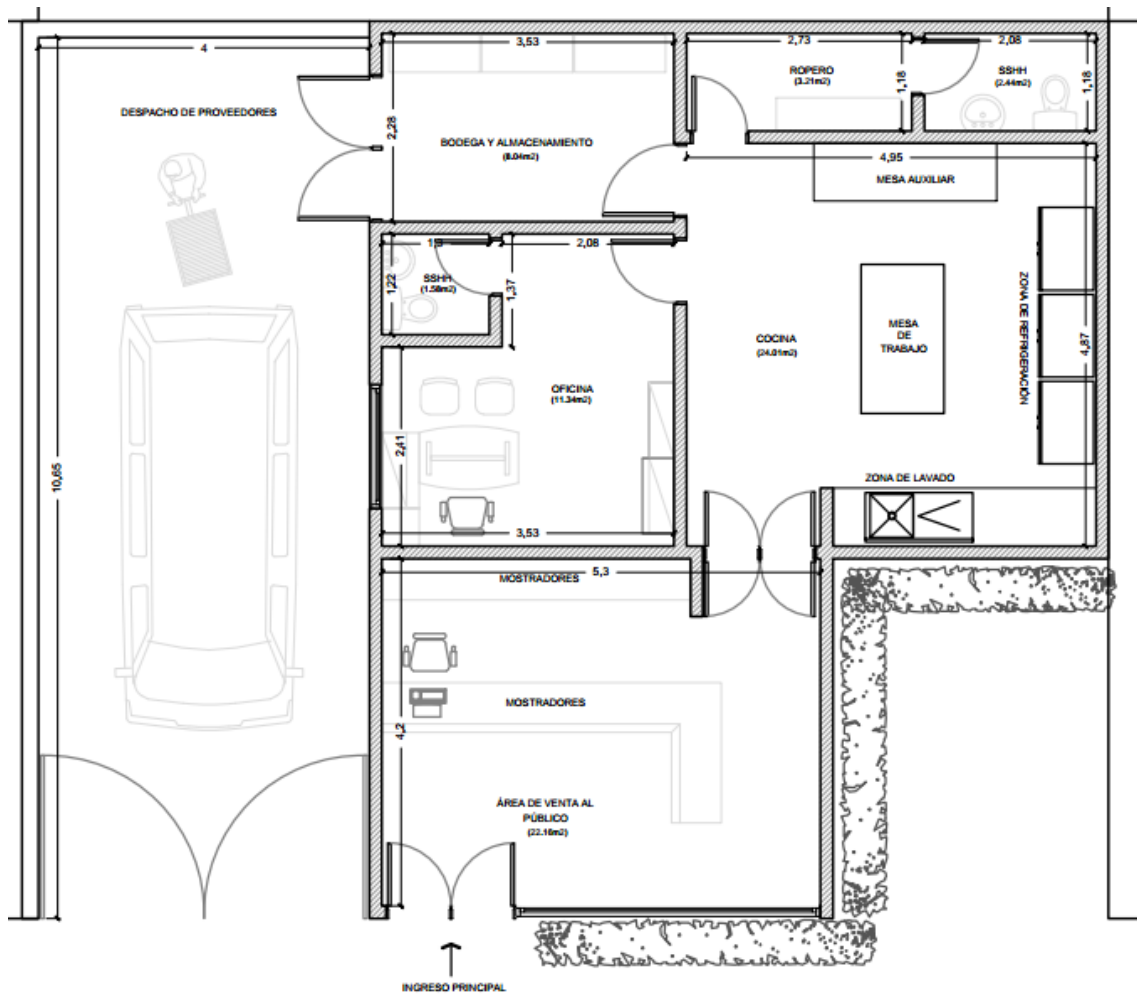 4
3,53
2,73
2,08
ROPERO
(3.21m2)
1,18
SSHH
(2.44m2)
1,18
DESPACHO DE PROVEEDORES
2,28
BODEGA Y ALMACENAMIENTO
(8.04m2)
4,95
MESA AUXILIAR
1,3
2,08
1,22
SSHH
(1.58m2)
1,37
ZONA DE REFRIGERACIÓN
MESA
DE
TRABAJO
COCINA
(24.01m2)
4,87
OFICINA
(11.34m2)
2,41
10,65
ZONA DE LAVADO
3,53
5,3
MOSTRADORES
MOSTRADORES
4,2
ÁREA DE VENTA AL
PÚBLICO
(22.16m2)
INGRESO PRINCIPAL